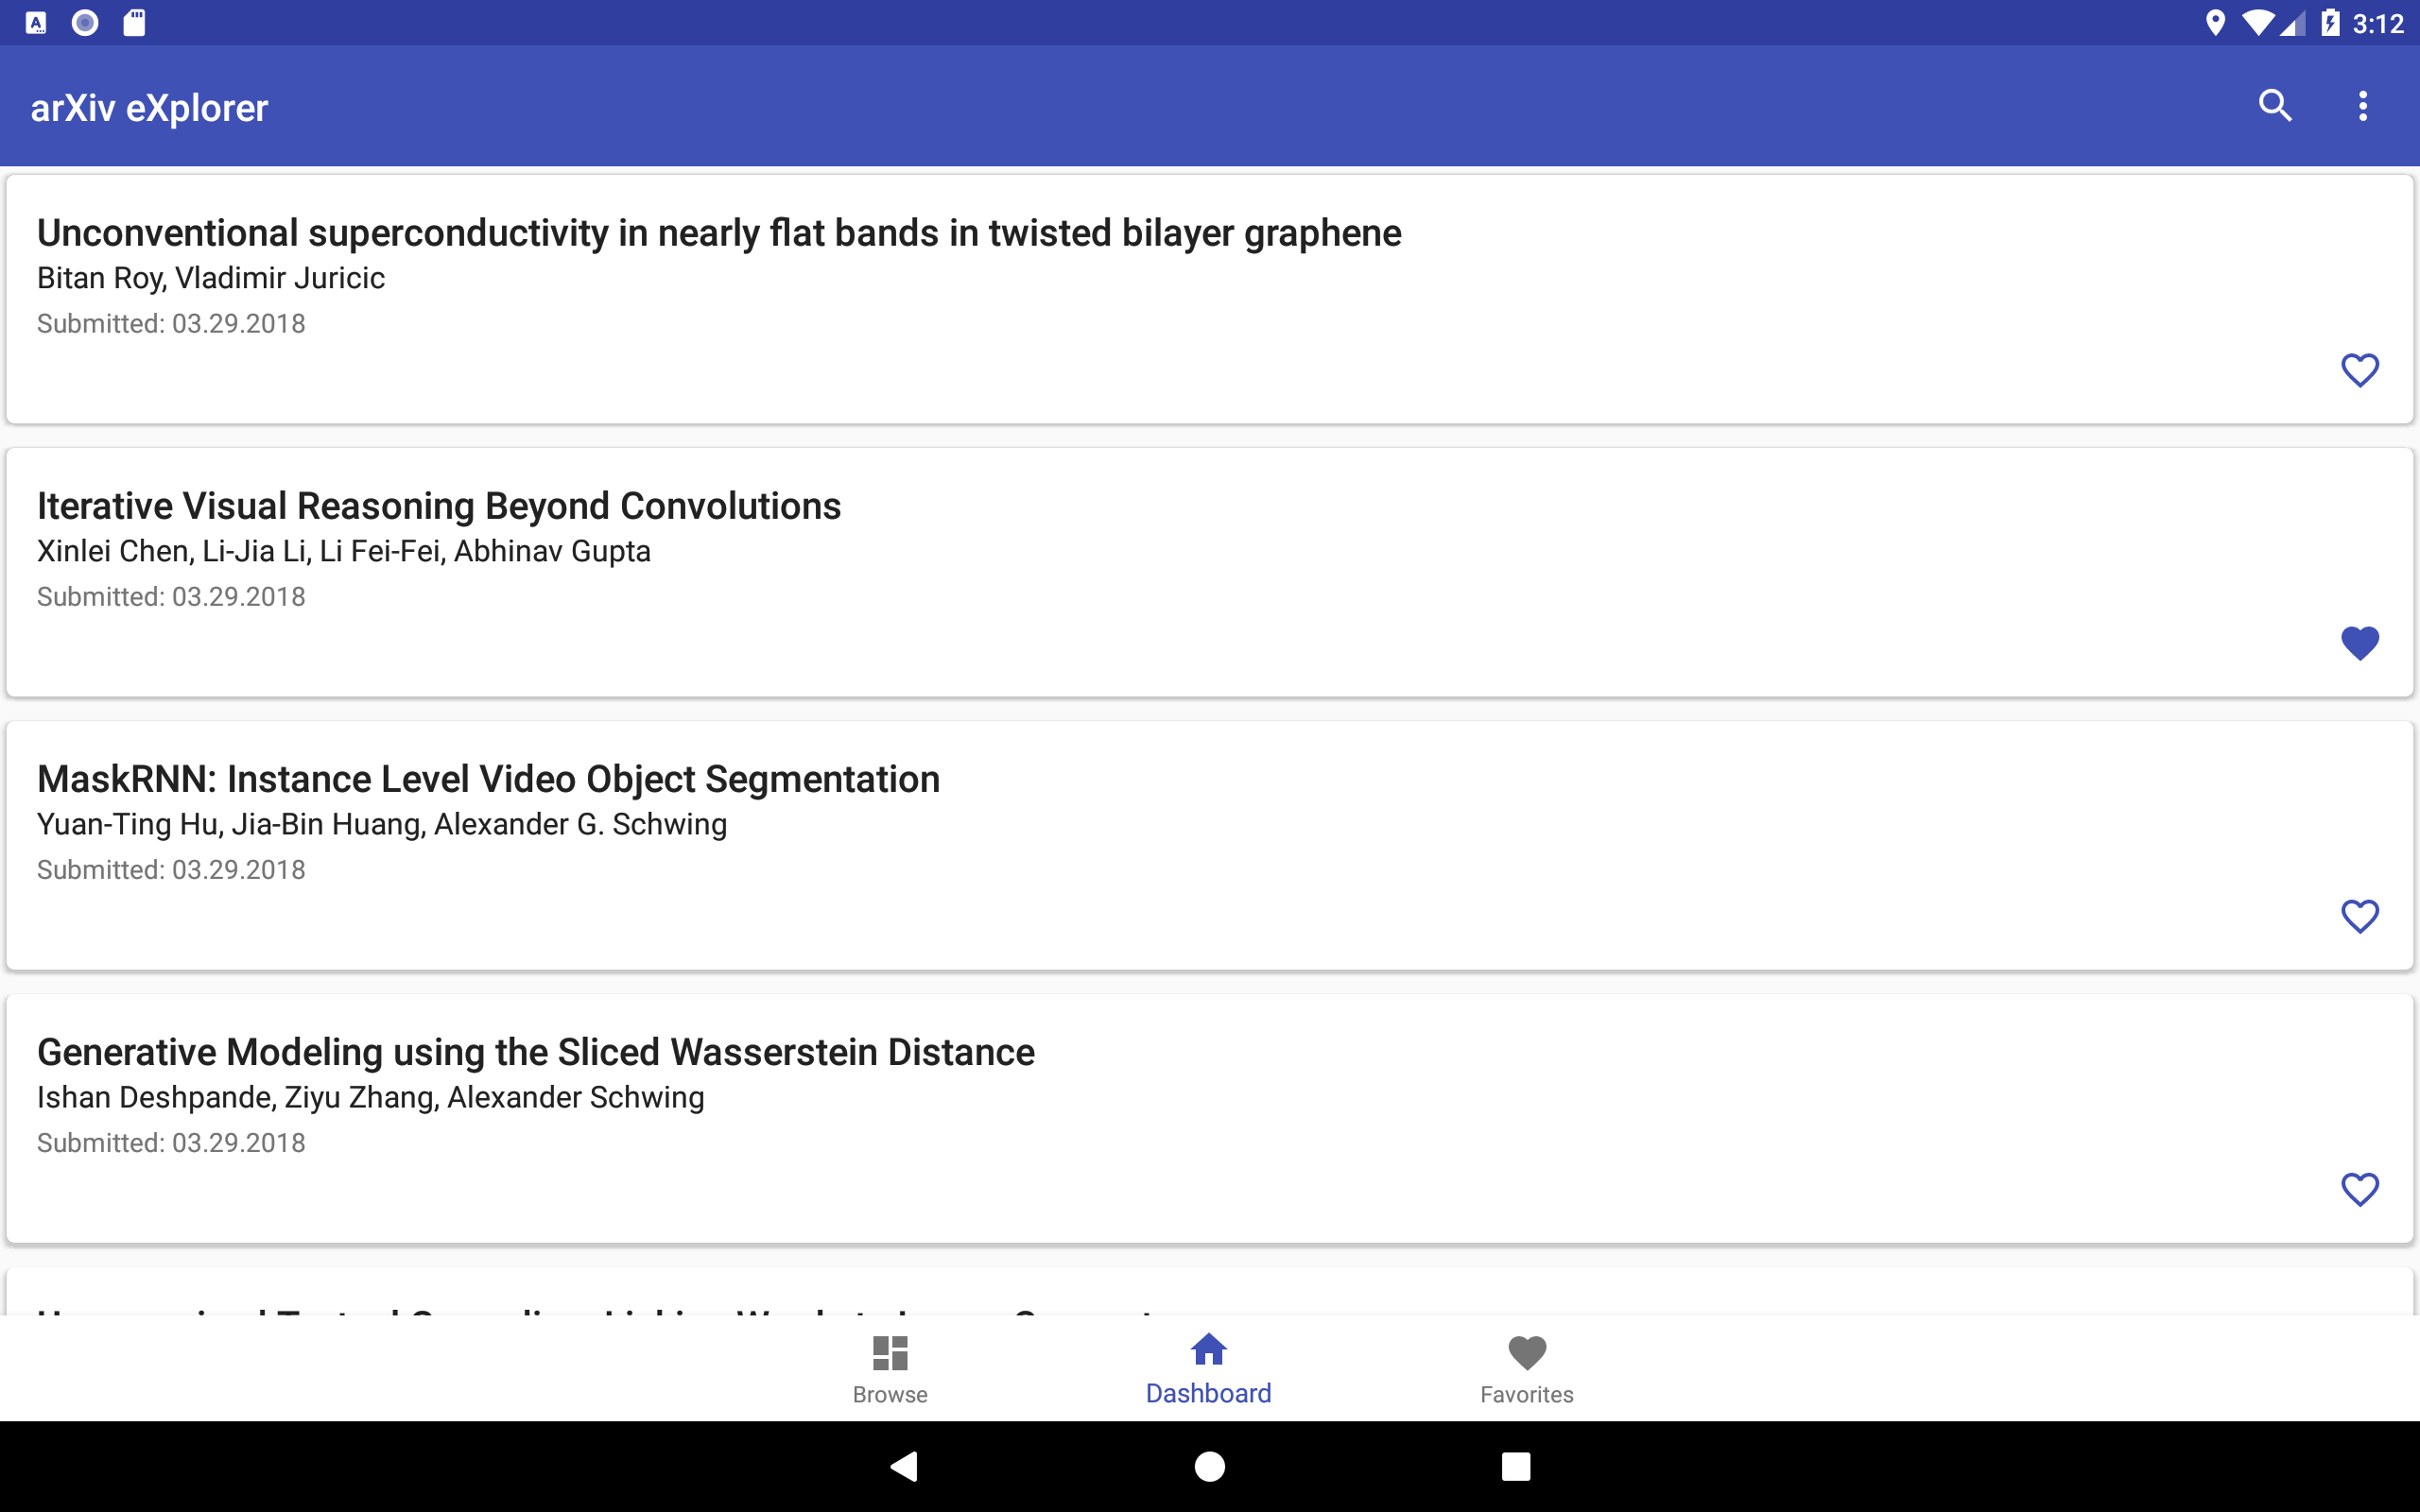 3:12
arXiv eXplorer
Unconventional superconductivity in nearly flat bands in twisted bilayer graphene
Bitan Roy, Vladimir Juricic
Submitted: 03.29.2018
Iterative Visual Reasoning Beyond Convolutions
Xinlei Chen, Li-Jia Li, Li Fei-Fei, Abhinav Gupta
Submitted: 03.29.2018
MaskRNN: Instance Level Video Object Segmentation
Yuan-Ting Hu, Jia-Bin Huang, Alexander G. Schwing
Submitted: 03.29.2018
Generative Modeling using the Sliced Wasserstein Distance
Ishan Deshpande, Ziyu Zhang, Alexander Schwing
Submitted: 03.29.2018
Browse
Dashboard
Favorites